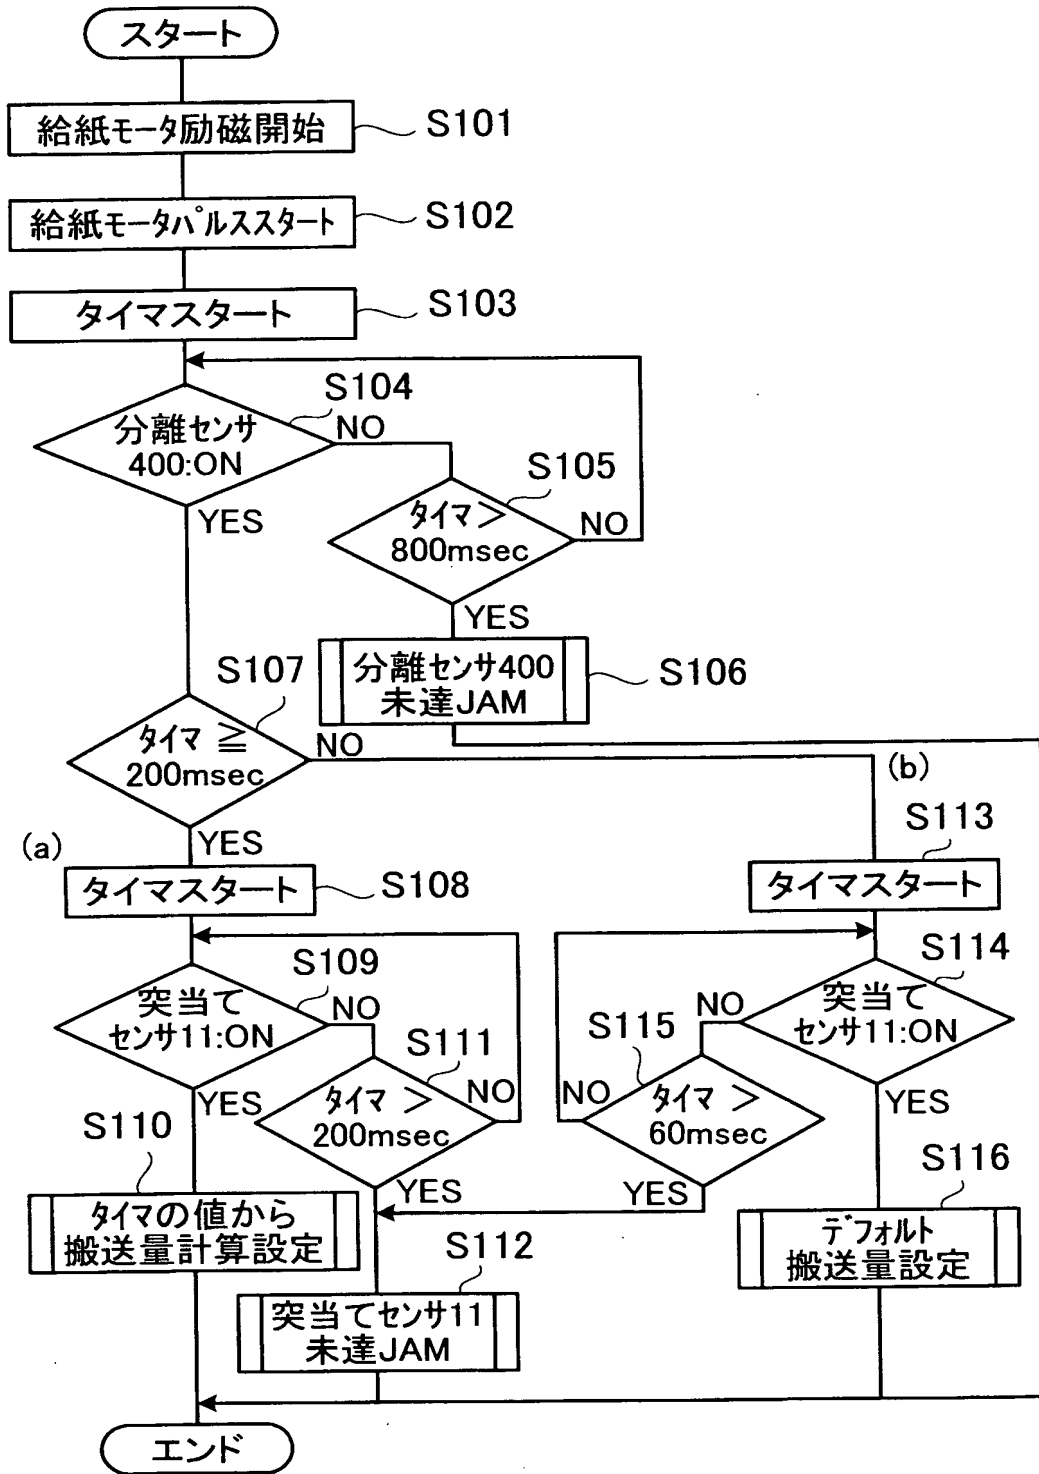 スタート
給紙モータ励磁開始
S101
給紙モータパルススタート
S102
タイマスタート
S103
S104
分離センサ
400:ON
NO
YES
S105
タイマ＞
800msec
NO
YES
分離センサ400
未達JAM
S106
S107
タイマ ≧
200msec
NO
YES
(a)
(b)
タイマスタート
S108
S113
タイマスタート
S109
突当て
センサ11:ON
NO
YES
S111
タイマ ＞
200msec
NO
YES
S114
突当て
センサ11:ON
NO
YES
S115
タイマ ＞
60msec
NO
YES
S110
タイマの値から
搬送量計算設定
S112
突当てセンサ11
未達JAM
S116
デフォルト
搬送量設定
エンド